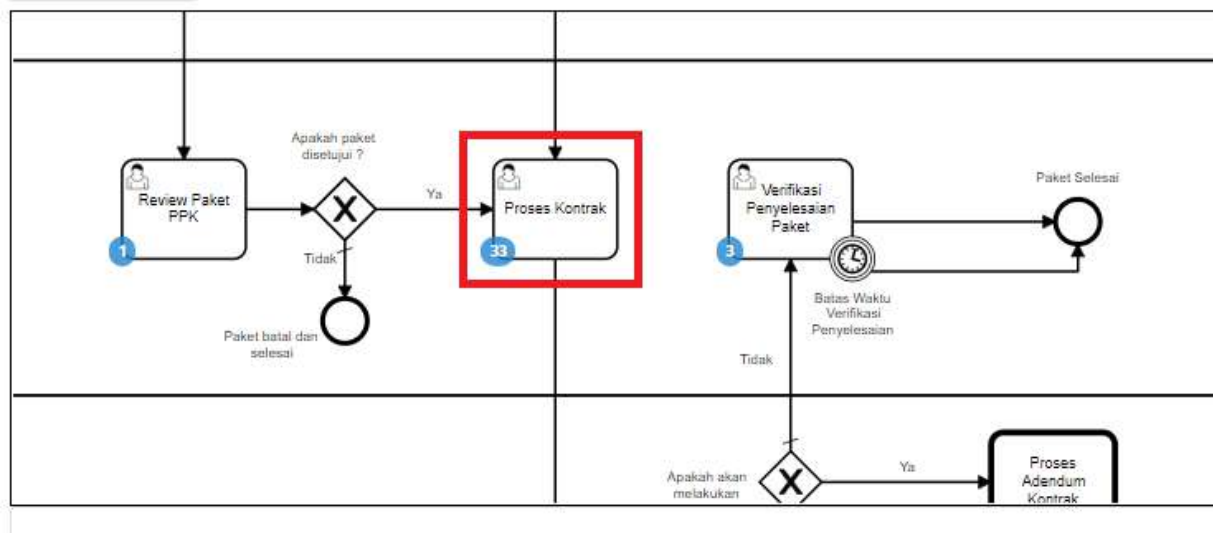 Apakah paket
disetujui ?
Review Paket
PPK
1
Ya
Tidak
Paket batal dan
selesai
Proses Kontrak
33
Verifikasi
Penyelesaian
Paket
3
Batas Waktu
Verifikasi
Penyelesaian
Paket Selesai
Tidak
Apakah akan
melakukan
Ya
Proses
Adendum
Kontrak